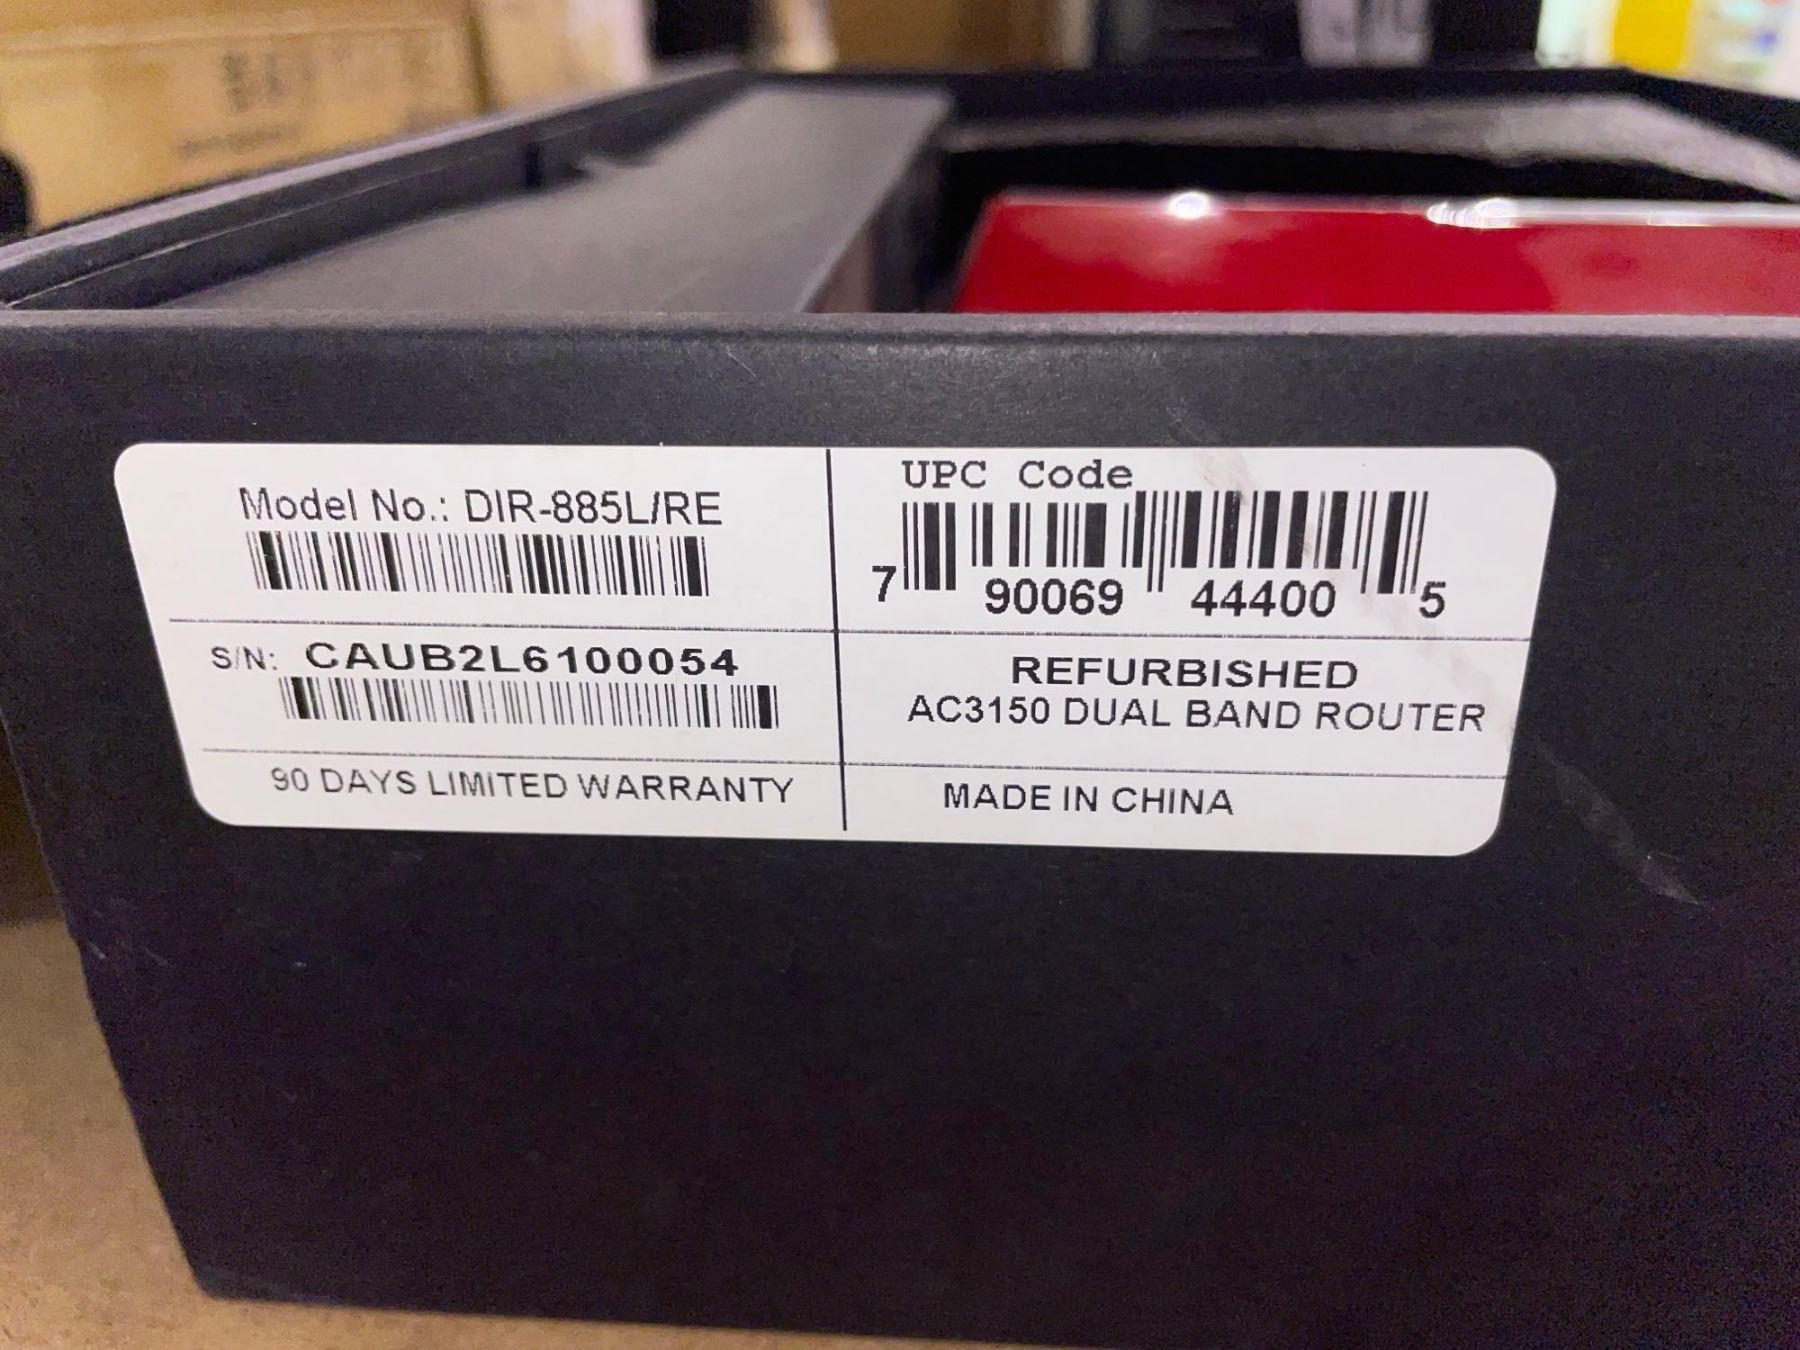 Model No.: DIR-885L/RE
S/N: CAUB2L6100054
90 DAYS LIMITED WARRANTY
UPC Code
7 90069 44400 5
REFURBISHED
AC3150 DUAL BAND ROUTER
MADE IN CHINA